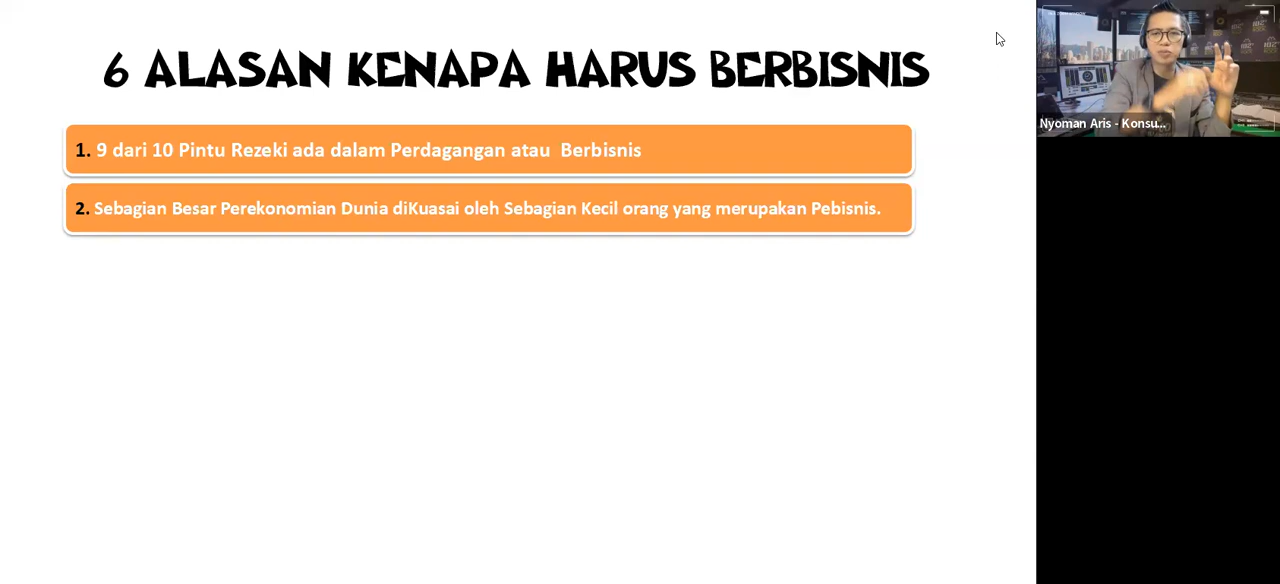 6 ALASAN KENAPA HARUS BERBISNIS
1. 9 dari 10 Pintu Rezeki ada dalam Perdagangan atau Berbisnis
2. Sebagian Besar Perekonomian Dunia diKuasai oleh Sebagian Kecil orang yang merupakan Pebisnis.
Nyoman Aris - Konsu...